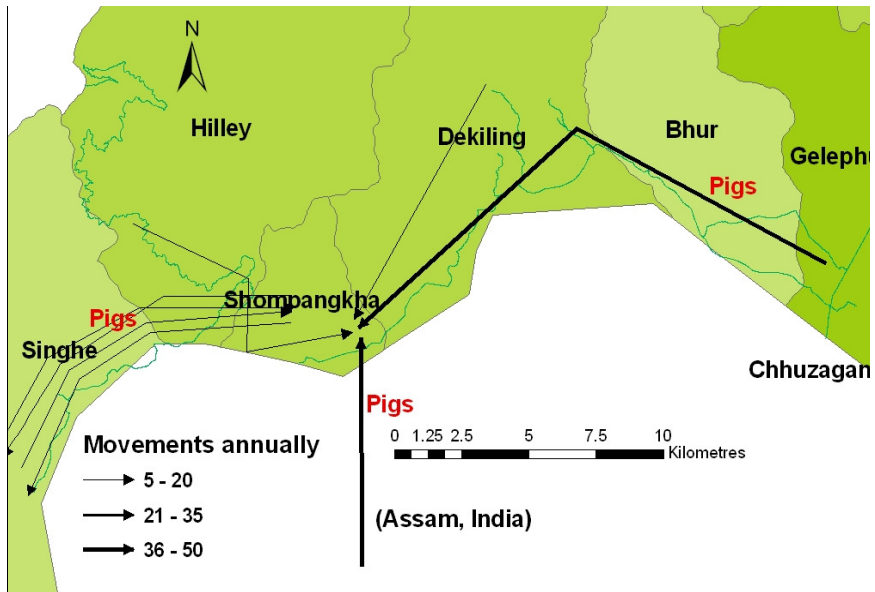 N
Hilley
Dekiling
Bhur
Gelephu
Pigs
Shompangkha
Pigs
Singhe
Chhuzagan
Pigs
0 1.25 2.5 5 7.5 10
Kilometres
Movements annually
5 - 20
21 - 35
36 - 50
(Assam, India)